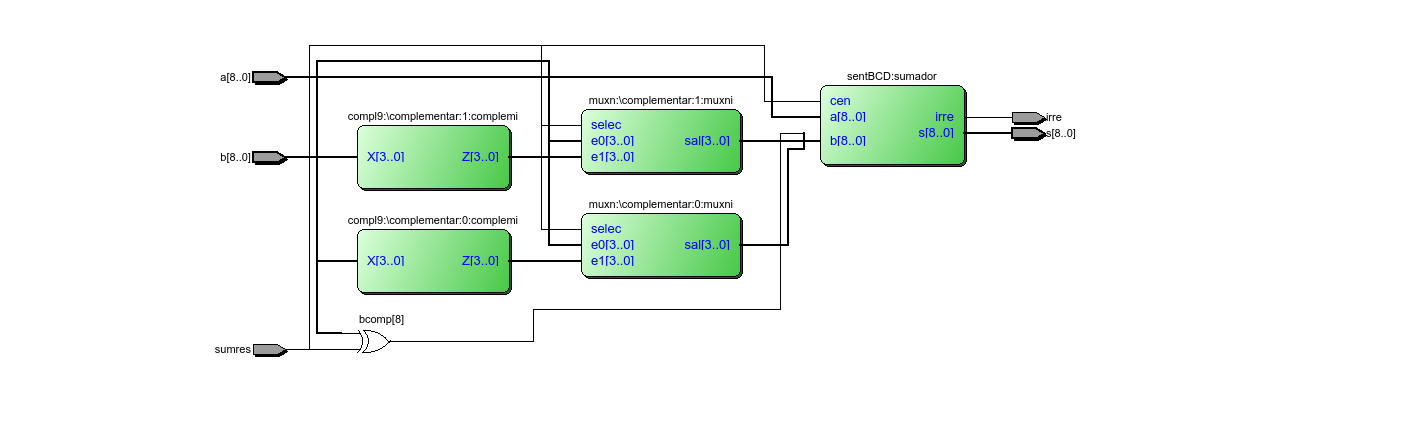 sentBCD:sumador
a[8..0]
cen
muxn:\complementar:1:muxni
compl9:\complementar:1:complemi
a[8..0]
irre
irre
selec
s[8..0]
s[8..0]
e0[3..0]
sal[3..0]
b[8..0]
b[8..0]
X[3..0]
Z[3..0]
e1[3..0]
muxn:\complementar:0:muxni
compl9:\complementar:0:complemi
selec
e0[3..0]
sal[3..0]
X[3..0]
Z[3..0]
e1[3..0]
bcomp[8]
sumres